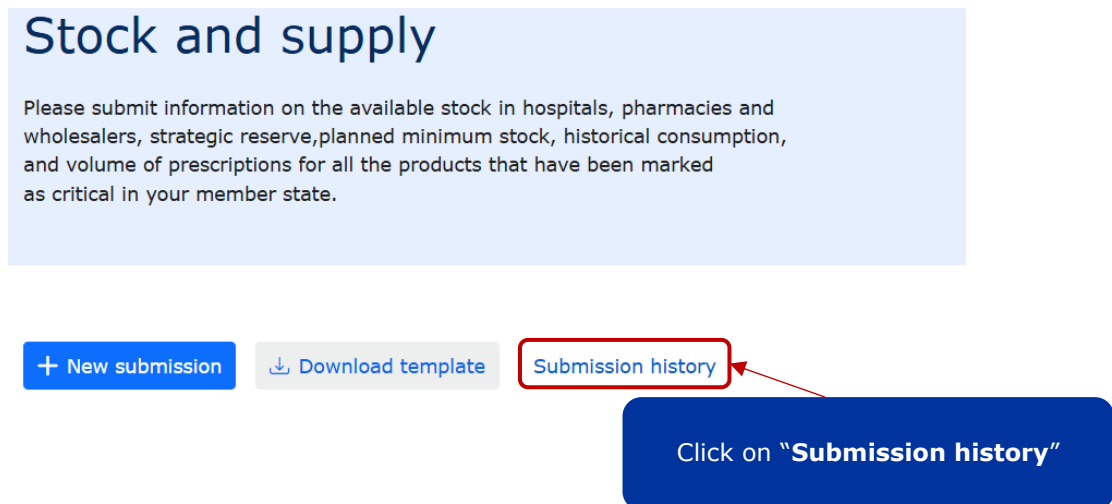 Stock and supply
Please submit information on the available stock in hospitals, pharmacies and
wholesalers, strategic reserve,planned minimum stock, historical consumption,
and volume of prescriptions for all the products that have been marked
as critical in your member state.
+ New submission
Download template
Submission history
Click on “Submission history”